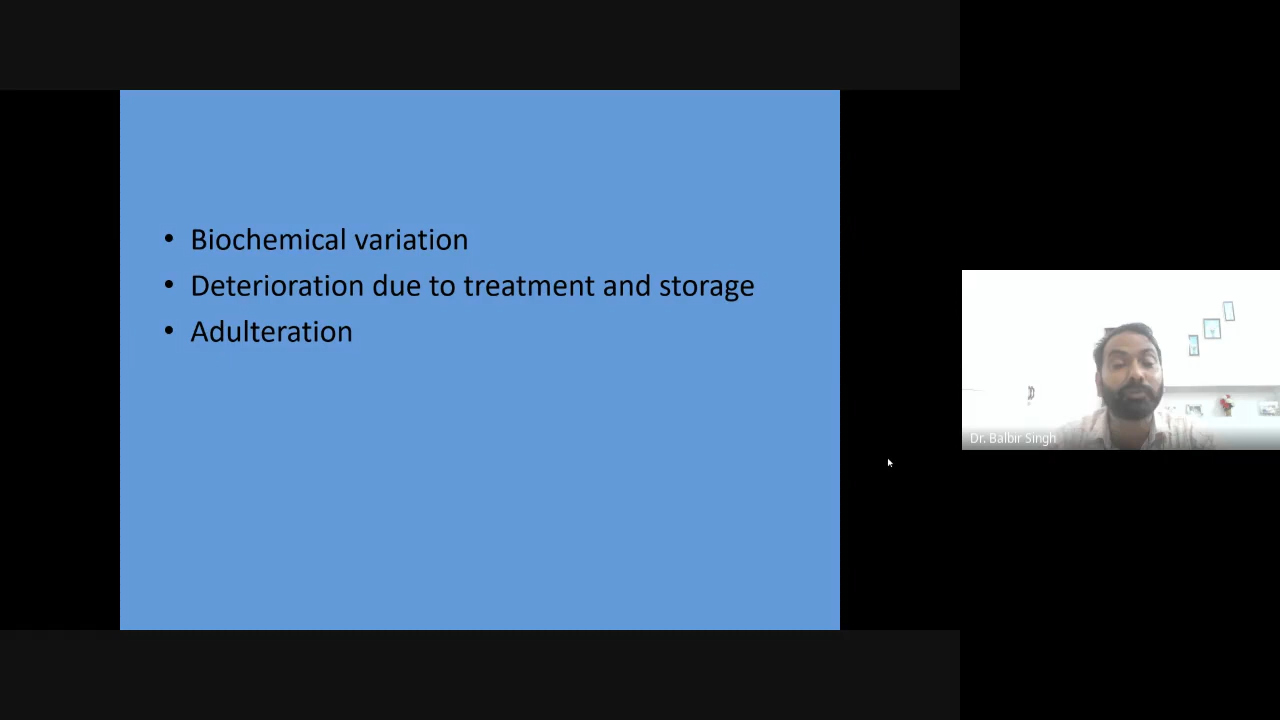 • Biochemical variation
• Deterioration due to treatment and storage
• Adulteration
Dr. Balbir Singh